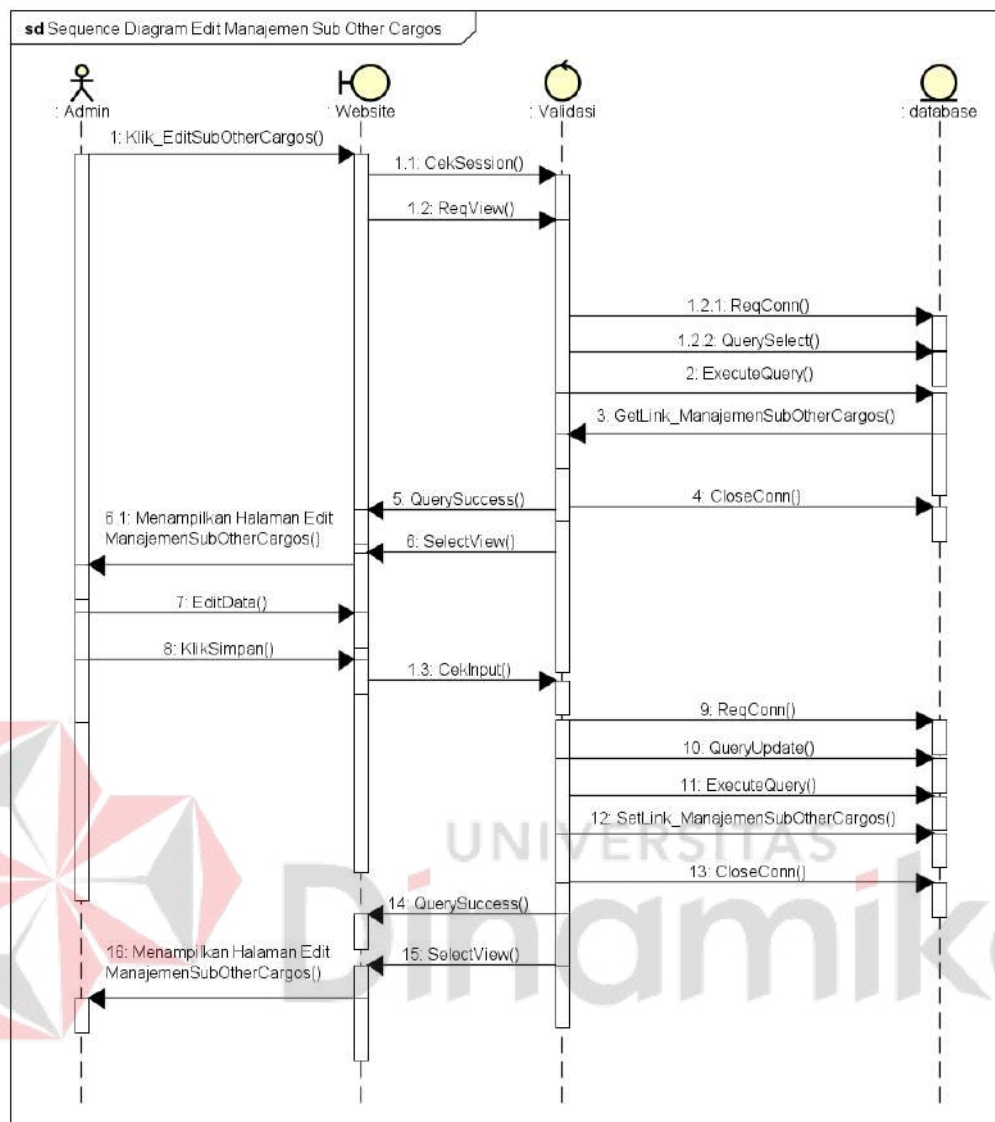 sd Sequence Diagram Edit Manajemen Sub Other Cargos
: Admin
: Website
: Validasi
: database
1: Klik_EditSubOtherCargos()
1.1: CekSession()
1.2: ReqView()
1.2.1: ReqConn()
1.2.2: QuerySelect()
2: ExecuteQuery()
3: GetLink_ManajemenSubOtherCargos()
4: CloseConn()
5: QuerySuccess()
6: SelectView()
6.1: Menampilkan Halaman Edit
ManajemenSubOtherCargos()
7: EditData()
8: KlikSimpan()
1.3: CekInput()
9: ReqConn()
10: QueryUpdate()
11: ExecuteQuery()
12: SetLink_ManajemenSubOtherCargos()
13: CloseConn()
14: QuerySuccess()
15: SelectView()
16: Menampilkan Halaman Edit
ManajemenSubOtherCargos()
UNIVERSITAS
Dinamika